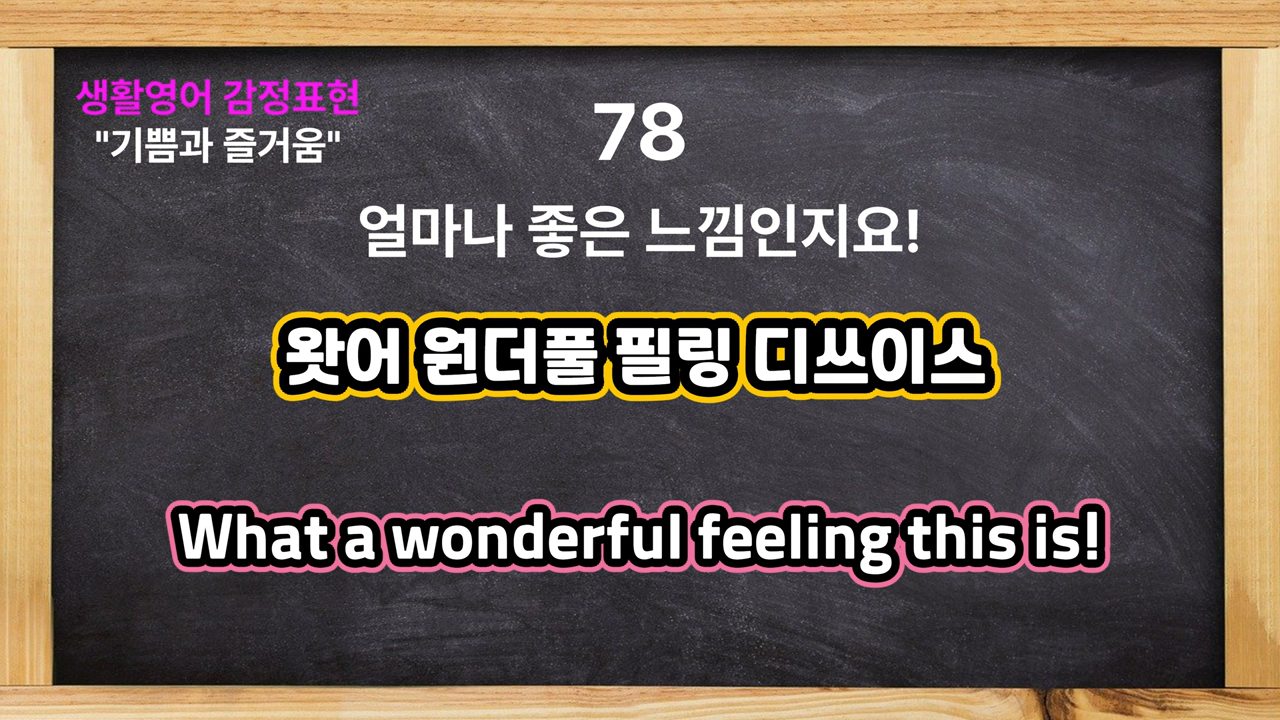 생활영어 감정표현
"기쁨과 즐거움"
78
얼마나 좋은 느낌인지요!
왓어 원더풀 필링 디쓰이스
What a wonderful feeling this is!